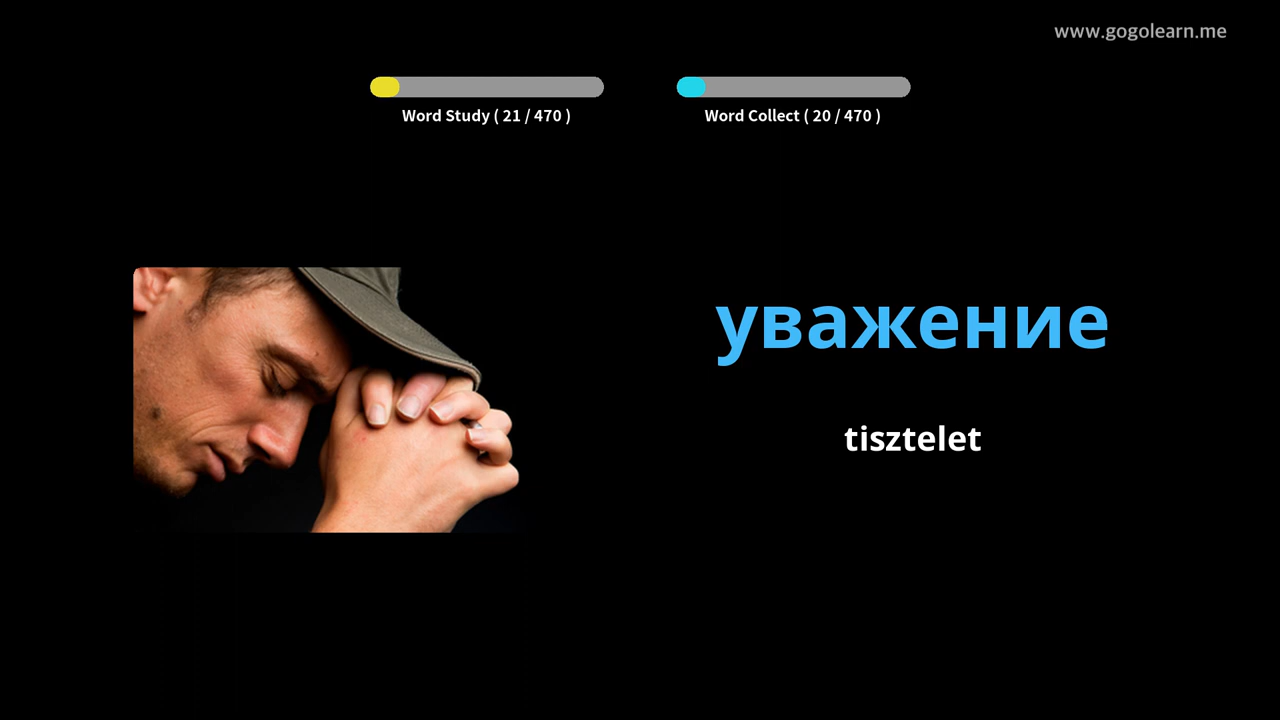 www.gogolearn.me
Word Study ( 21 / 470 )
Word Collect ( 20 / 470 )
уважение
tisztelet